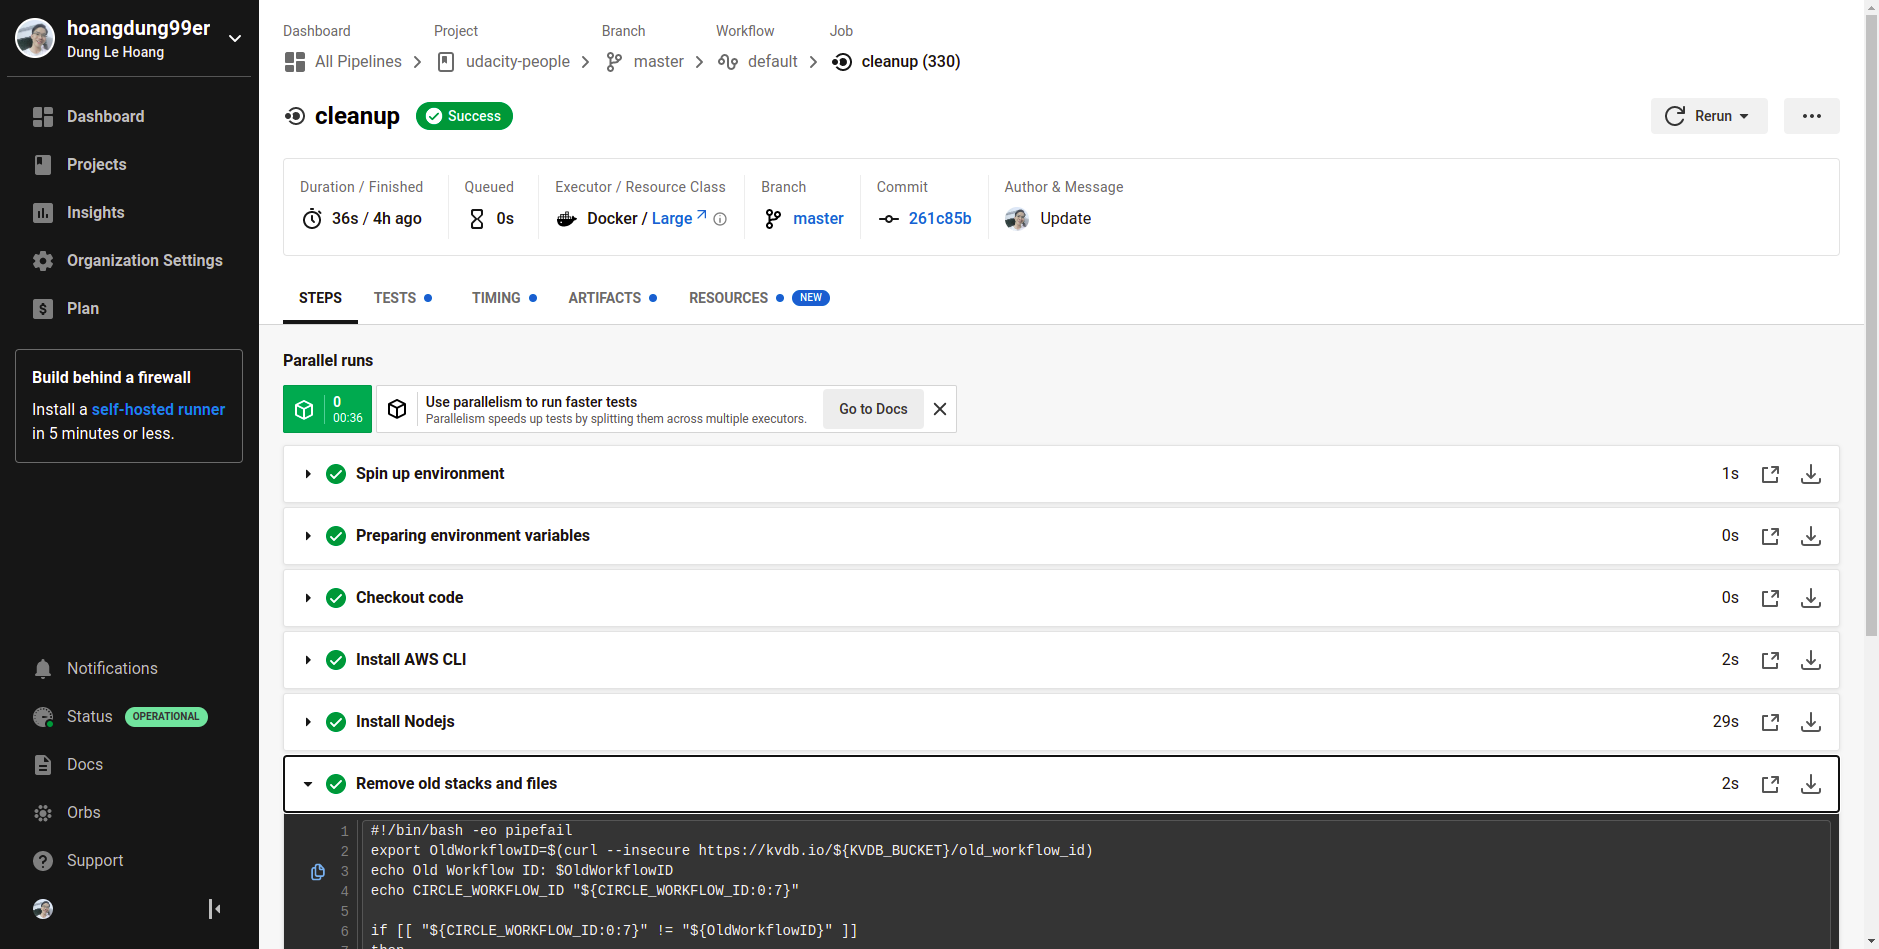 hoangdung99er
Dung Le Hoang
Dashboard
Projects
Insights
Organization Settings
Plan
Build behind a firewall
Install a self-hosted runner
in 5 minutes or less.
Notifications
Status OPERATIONAL
Docs
Orbs
Support
Dashboard Project Branch Workflow Job
All Pipelines udacity-people master default cleanup (330)
cleanup Success Rerun
Duration / Finished Queued Executor / Resource Class Branch Commit Author & Message
36s / 4h ago 0s Docker / Large master 261c85b Update
STEPS TESTS TIMING ARTIFACTS RESOURCES NEW
Parallel runs
0
00:36
Use parallelism to run faster tests
Parallelism speeds up tests by splitting them across multiple executors.
Go to Docs
Spin up environment 1s
Preparing environment variables 0s
Checkout code 0s
Install AWS CLI 2s
Install Nodejs 29s
Remove old stacks and files 2s
1 #!/bin/bash -eo pipefail
2 export OldWorkflowID=$(curl --insecure https://kvdb.io/${KVDB_BUCKET}/old_workflow_id)
3 echo Old Workflow ID: $OldWorkflowID
4 echo CIRCLE_WORKFLOW_ID "${CIRCLE_WORKFLOW_ID:0:7}"
5
6 if [[ "${CIRCLE_WORKFLOW_ID:0:7}" != "${OldWorkflowID}" ]]
7 then